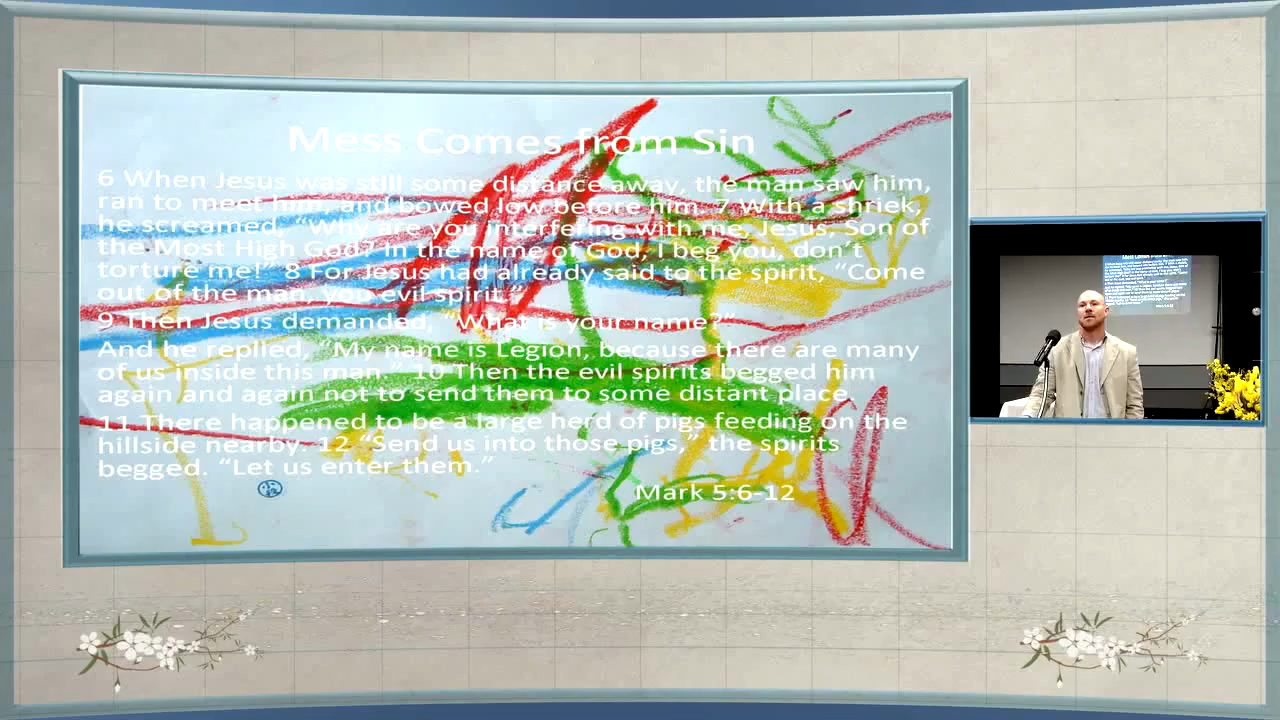 Mess Comes from Sin
6 When Jesus was still some distance away, the man saw him,
ran to meet him, and bowed low before him. 7 With a shriek,
he screamed, “Why are you interfering with me, Jesus, Son of
the Most High God? In the name of God, I beg you, don’t
torture me!” 8 For Jesus had already said to the spirit, “Come
out of the man, you evil spirit.”
9 Then Jesus demanded, “What is your name?”
And he replied, “My name is Legion, because there are many
of us inside this man.” 10 Then the evil spirits begged him
again and again not to send them to some distant place.
11 There happened to be a large herd of pigs feeding on the
hillside nearby. 12 “Send us into those pigs,” the spirits
begged. “Let us enter them.”
Mark 5:6-12